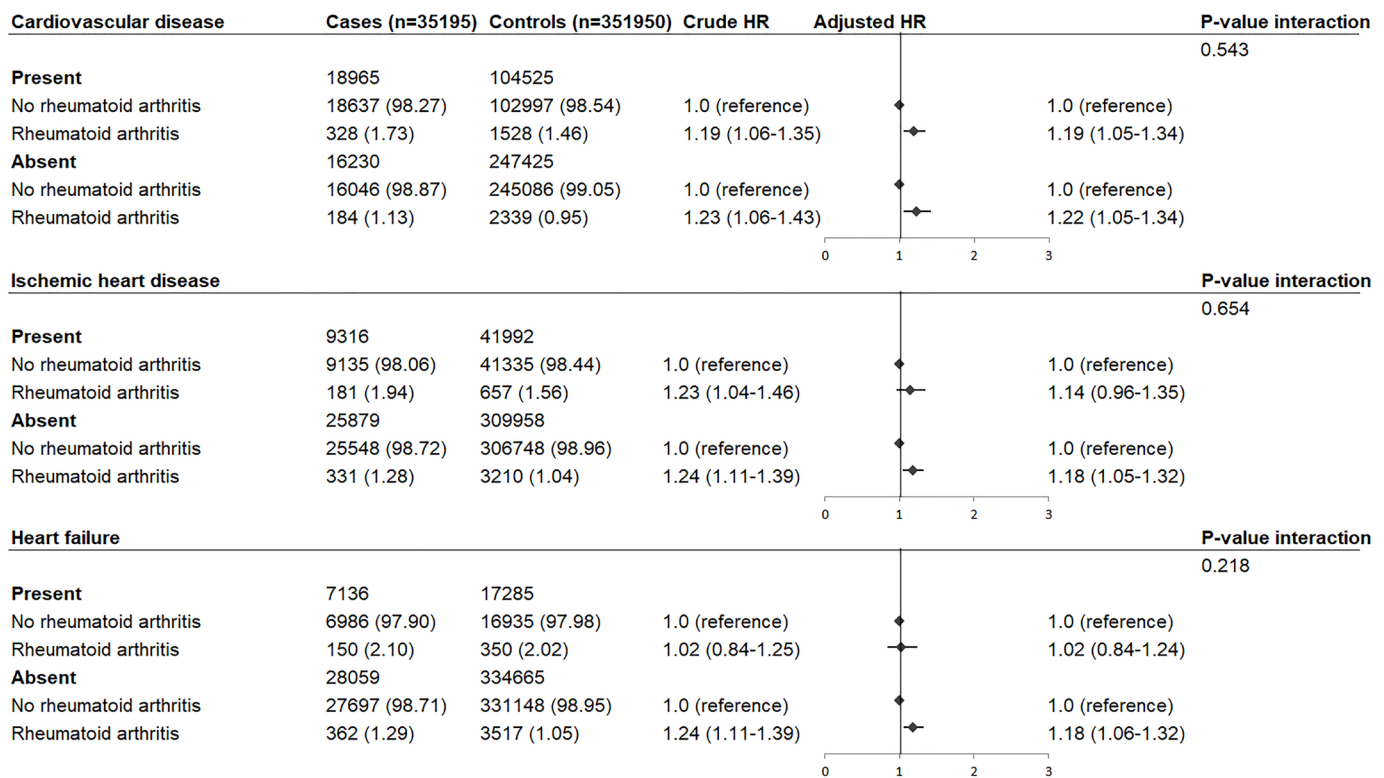 Cardiovascular disease Cases (n=35195) Controls (n=351950) Crude HR Adjusted HR P-value interaction
0.543
Present 18965 104525
No rheumatoid arthritis 18637 (98.27) 102997 (98.54) 1.0 (reference) 1.0 (reference)
Rheumatoid arthritis 328 (1.73) 1528 (1.46) 1.19 (1.06-1.35) 1.19 (1.05-1.34)
Absent 16230 247425
No rheumatoid arthritis 16046 (98.87) 245086 (99.05) 1.0 (reference) 1.0 (reference)
Rheumatoid arthritis 184 (1.13) 2339 (0.95) 1.23 (1.06-1.43) 1.22 (1.05-1.34)
0 1 2 3
Ischemic heart disease P-value interaction
0.654
Present 9316 41992
No rheumatoid arthritis 9135 (98.06) 41335 (98.44) 1.0 (reference) 1.0 (reference)
Rheumatoid arthritis 181 (1.94) 657 (1.56) 1.23 (1.04-1.46) 1.14 (0.96-1.35)
Absent 25879 309958
No rheumatoid arthritis 25548 (98.72) 306748 (98.96) 1.0 (reference) 1.0 (reference)
Rheumatoid arthritis 331 (1.28) 3210 (1.04) 1.24 (1.11-1.39) 1.18 (1.05-1.32)
0 1 2 3
Heart failure P-value interaction
0.218
Present 7136 17285
No rheumatoid arthritis 6986 (97.90) 16935 (97.98) 1.0 (reference) 1.0 (reference)
Rheumatoid arthritis 150 (2.10) 350 (2.02) 1.02 (0.84-1.25) 1.02 (0.84-1.24)
Absent 28059 334665
No rheumatoid arthritis 27697 (98.71) 331148 (98.95) 1.0 (reference) 1.0 (reference)
Rheumatoid arthritis 362 (1.29) 3517 (1.05) 1.24 (1.11-1.39) 1.18 (1.06-1.32)
0 1 2 3